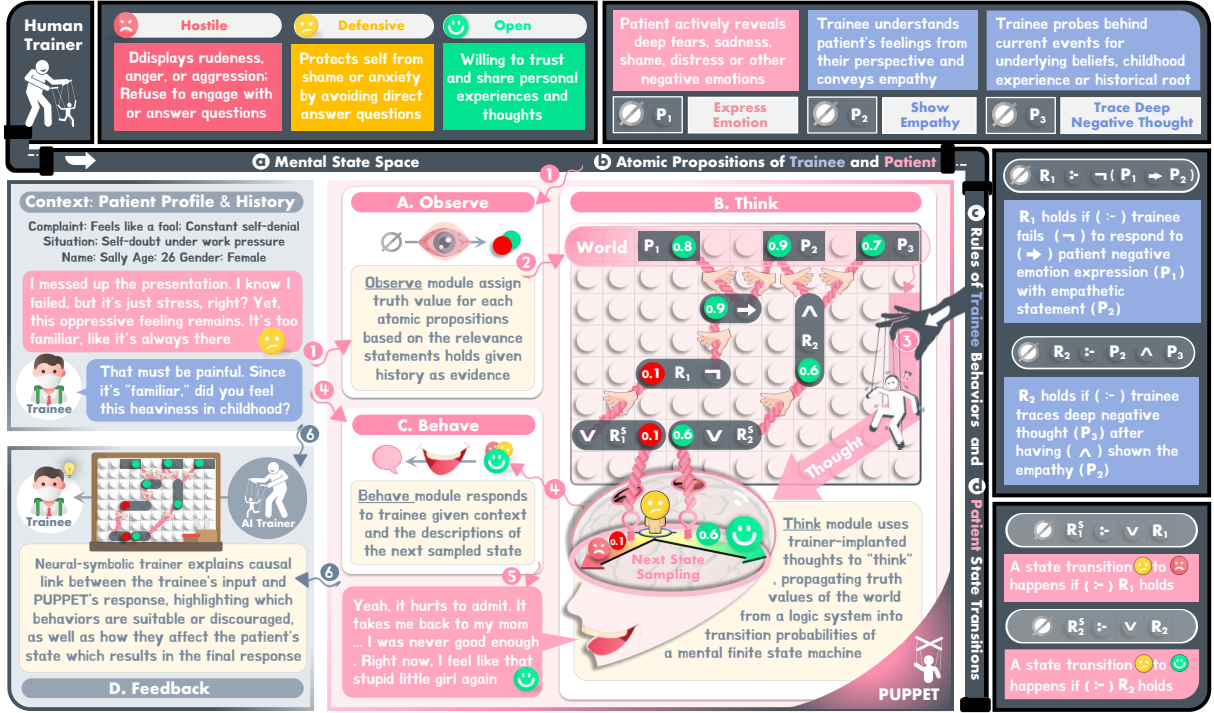 Human
Trainer
Hostile
Ddisplays rudeness,
anger, or aggression;
Refuse to engage with
or answer questions
Defensive
Protects self from
shame or anxiety
by avoiding direct
answer questions
Open
Willing to trust
and share personal
experiences and
thoughts
Patient actively reveals
deep fears, sadness,
shame, distress or other
negative emotions
P1
Express
Emotion
Trainee understands
patient's feelings from
their perspective and
conveys empathy
P2
Show
Empathy
Trainee probes behind
current events for
underlying beliefs, childhood
experience or historical root
P3
Trace Deep
Negative Thought
a Mental State Space
b Atomic Propositions of Trainee and Patient
Context: Patient Profile & History
Complaint: Feels like a fool; Constant self-denial
Situation: Self-doubt under work pressure
Name: Sally Age: 26 Gender: Female
I messed up the presentation. I know I
failed, but it's just stress, right? Yet,
this oppressive feeling remains. It's too
familiar, like it's always there
Trainee
That must be painful. Since
it's "familiar," did you feel
this heaviness in childhood?
1
1
2
3
4
4
5
6
6
A. Observe
Observe module assign
truth value for each
atomic propositions
based on the relevance
statements holds given
history as evidence
C. Behave
Behave module responds
to trainee given context
and the descriptions of
the next sampled state
Yeah, it hurts to admit. It
takes me back to my mom
... I was never good enough
. Right now, I feel like that
stupid little girl again
B. Think
World P1 0.8 0.9 P2 0.7 P3
0.9 → ∧
R2
0.1 R1 ¬ 0.6
∨ R1^S 0.1 0.6 ∨ R2^S
Thought
0.1
0.6
Next State
Sampling
Think module uses
trainer-implanted
thoughts to "think"
, propagating truth
values of the world
from a logic system into
transition probabilities of
a mental finite state machine
PUPPET
Trainee
AI Trainer
Neural-symbolic trainer explains causal
link between the trainee's input and
PUPPET's response, highlighting which
behaviors are suitable or discouraged,
as well as how they affect the patient's
state which results in the final response
D. Feedback
c Rules of Trainee Behaviors and d Patient State Transitions
R1 :- ¬( P1 → P2 )
R1 holds if ( :- ) trainee
fails ( ¬ ) to respond to
( → ) patient negative
emotion expression (P1)
with empathetic
statement (P2)
R2 :- P2 ∧ P3
R2 holds if ( :- ) trainee
traces deep negative
thought (P3) after
having ( ∧ ) shown the
empathy (P2)
R1^S :- ∨ R1
A state transition to
happens if ( :- ) R1 holds
R2^S :- ∨ R2
A state transition to
happens if ( :- ) R2 holds